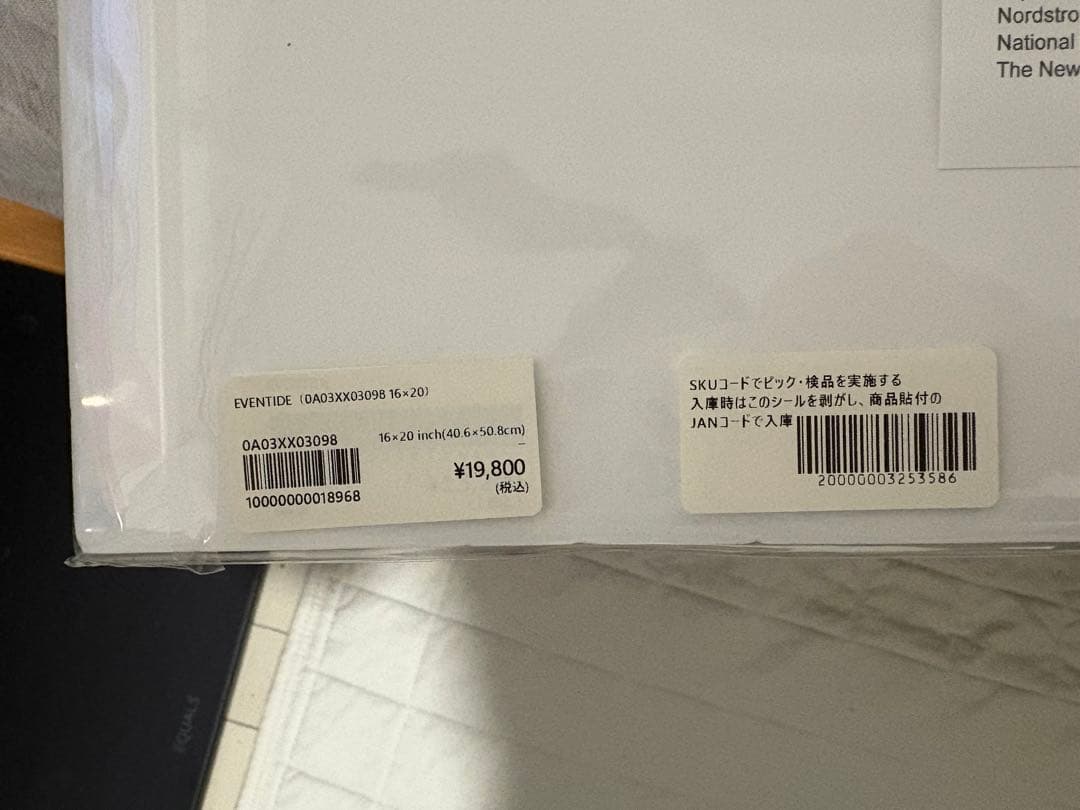 Nordstro
National
The New
EVENTIDE（0A03XX03098 16×20）
0A03XX03098
16×20 inch(40.6×50.8cm)
10000000018968
¥19,800
(税込)
SKUコードでピック・検品を実施する
入庫時はこのシールを剥がし、商品貼付の
JANコードで入庫
20000003253586
EQUALS